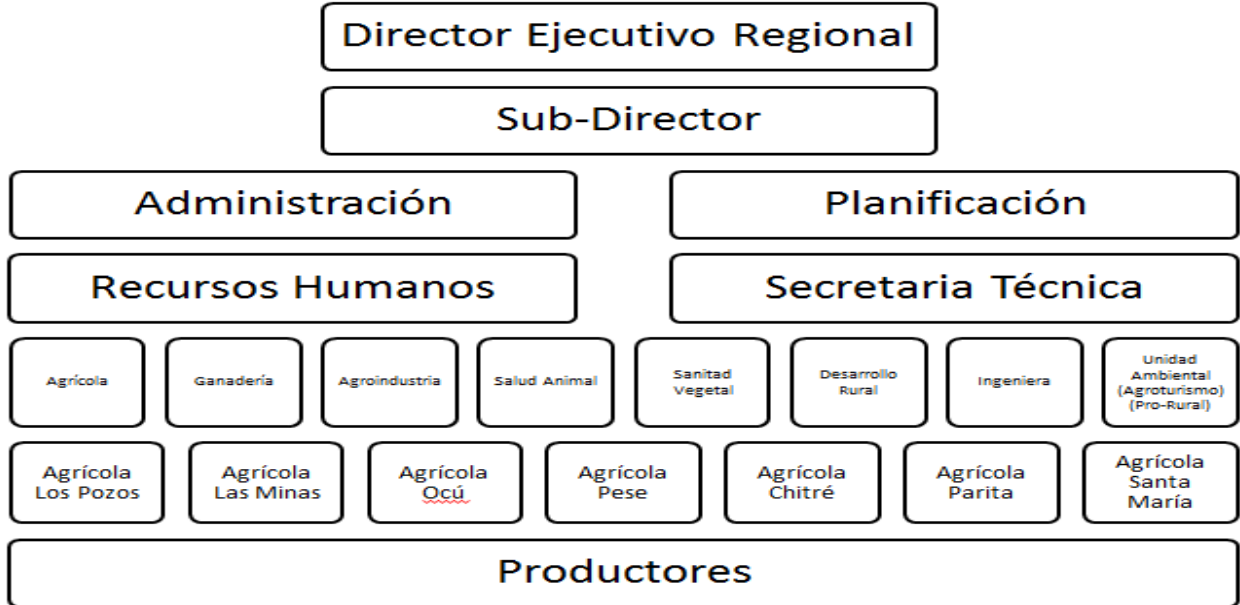 Director Ejecutivo Regional
Sub-Director
Administración
Planificación
Recursos Humanos
Secretaria Técnica
Agrícola
Ganadería
Agroindustria
Salud Animal
Sanitad
Vegetal
Desarrollo
Rural
Ingeniera
Unidad
Ambiental
(Agroturismo)
(Pro-Rural)
Agrícola
Los Pozos
Agrícola
Las Minas
Agrícola
Ocú
Agrícola
Pese
Agrícola
Chitré
Agrícola
Parita
Agrícola
Santa
María
Productores